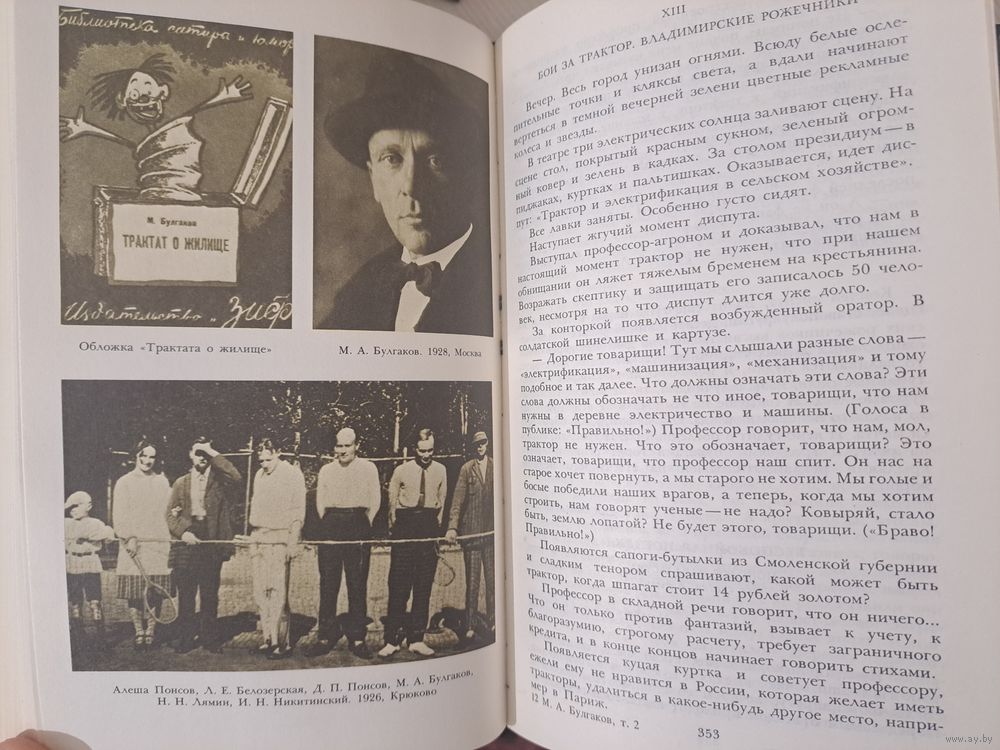 Библиотека сатиры и юмор
М. Булгаков
ТРАКТАТ О ЖИЛИЩЕ
Издательство „ЗИФ
Обложка «Трактата о жилище»
М. А. Булгаков. 1928, Москва
Алеша Понсов, Л. Е. Белозерская, Д. П. Понсов, М. А. Булгаков,
Н. Н. Лямин, И. Н. Никитинский. 1926, Крюково
XIII
БОИ ЗА ТРАКТОР. ВЛАДИМИРСКИЕ РОЖЕЧНИКИ
Вечер. Весь город унизан огнями. Всюду белые осле-
пительные точки и кляксы света, а вдали начинают
вертеться в темной вечерней зелени цветные рекламные
колеса и звезды.
В театре три электрических солнца заливают сцену. На
сцене стол, покрытый красным сукном, зеленый огром-
ный ковер и зелень в кадках. За столом президиум — в
пиджаках, куртках и пальтишках. Оказывается, идет дис-
пут: «Трактор и электрификация в сельском хозяйстве».
Все лавки заняты. Особенно густо сидят.
Наступает жгучий момент диспута.
Выступал профессор-агроном и доказывал, что нам в
настоящий момент трактор не нужен, что при нашем
обнищании он ляжет тяжелым бременем на крестьянина.
Возражать скептику и защищать его записалось 50 чело-
век, несмотря на то что диспут длится уже долго.
За конторкой появляется возбужденный оратор. В
солдатской шинелишке и картузе.
— Дорогие товарищи! Тут мы слышали разные слова —
«электрификация», «машинизация», «механизация» и тому
подобное и так далее. Что должны означать эти слова? Эти
слова должны обозначать не что иное, товарищи, что нам
нужны в деревне электричество и машины. (Голоса в
публике: «Правильно!») Профессор говорит, что нам, мол,
трактор не нужен. Что это обозначает, товарищи? Это
означает, товарищи, что профессор наш спит. Он нас на
старое хочет повернуть, а мы старого не хотим. Мы голые и
босые победили наших врагов, а теперь, когда мы хотим
строить, нам говорят ученые — не надо? Ковыряй, стало
быть, землю лопатой? Не будет этого, товарищи. («Браво!
Правильно!»)
Появляются сапоги-бутылки из Смоленской губернии
и сладким тенором спрашивают, какой может быть
трактор, когда шпагат стоит 14 рублей золотом?
Профессор в складной речи говорит, что он ничего...
Что он только против фантазий, взывает к учету, к
благоразумию, строгому расчету, требует заграничного
кредита, и в конце концов начинает говорить стихами.
Появляется куцая куртка и советует профессору,
ежели ему не нравится в России, которая желает иметь
тракторы, удалиться в какое-нибудь другое место, напри-
мер в Париж.
12 М. А. Булгаков, т. 2
353
www.ay.by